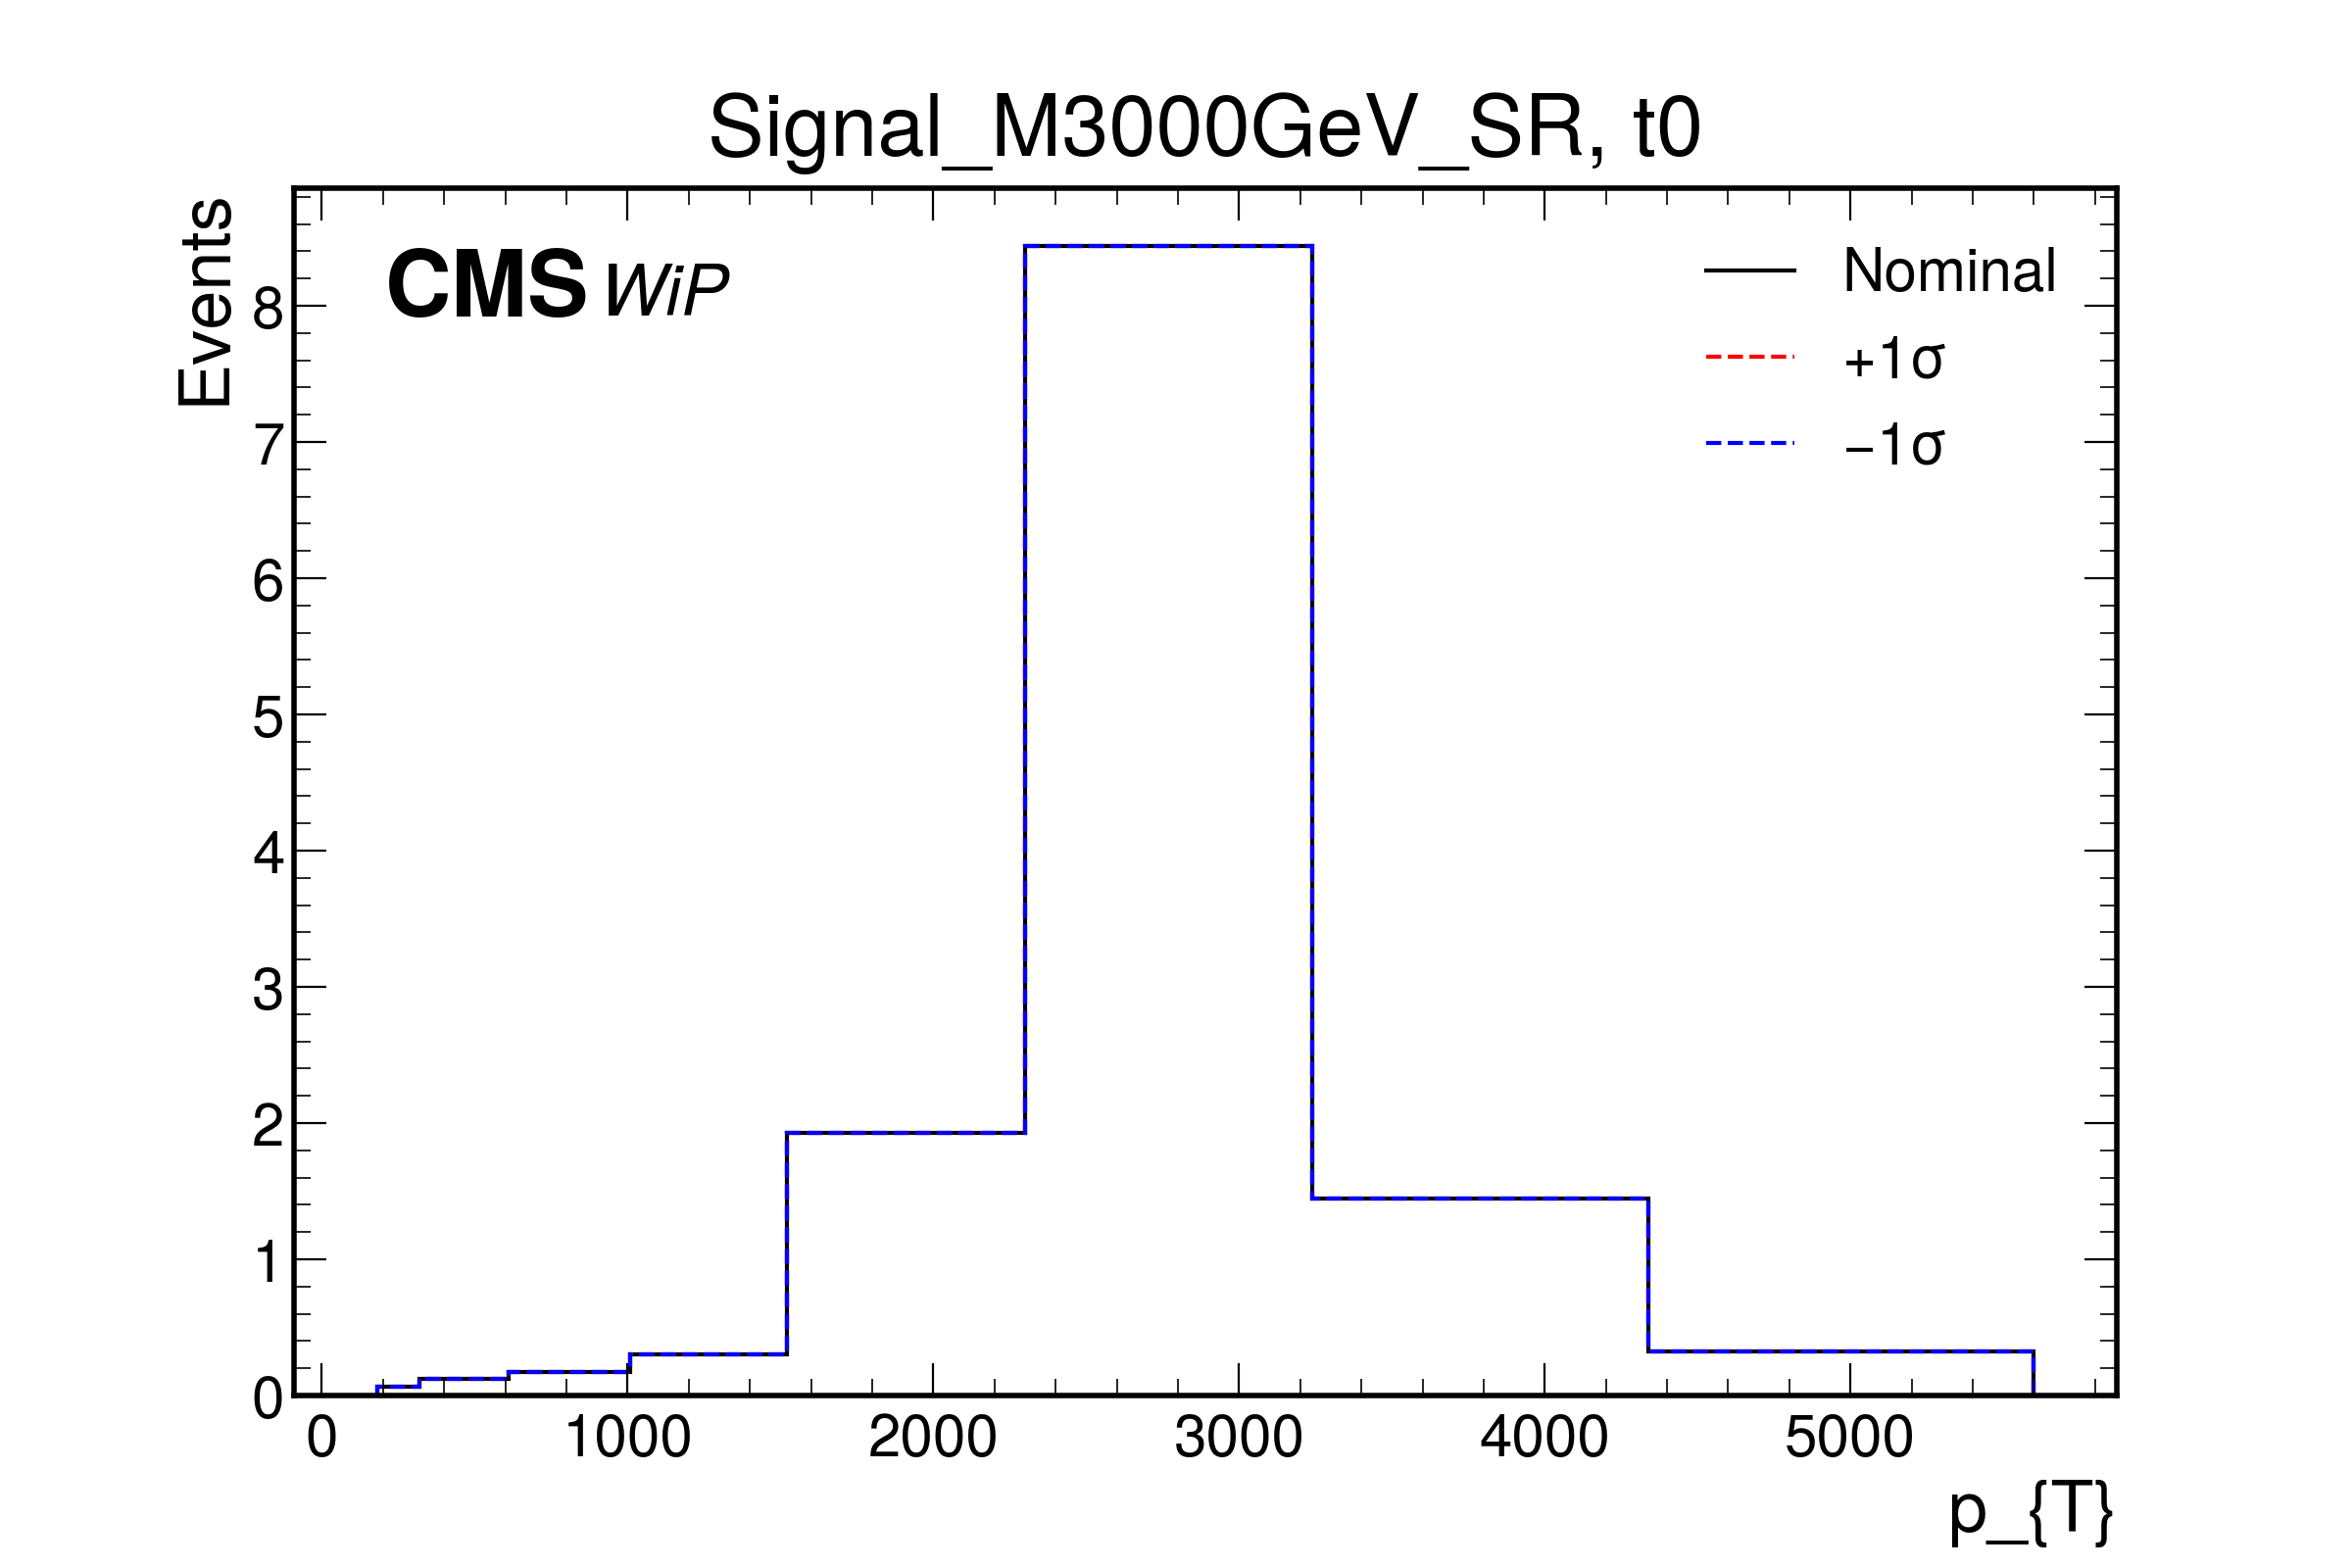 Signal_M3000GeV_SR, t0
Events
CMS WiP
Nominal
+1σ
−1σ
8
7
6
5
4
3
2
1
0
0 1000 2000 3000 4000 5000
p_{T}